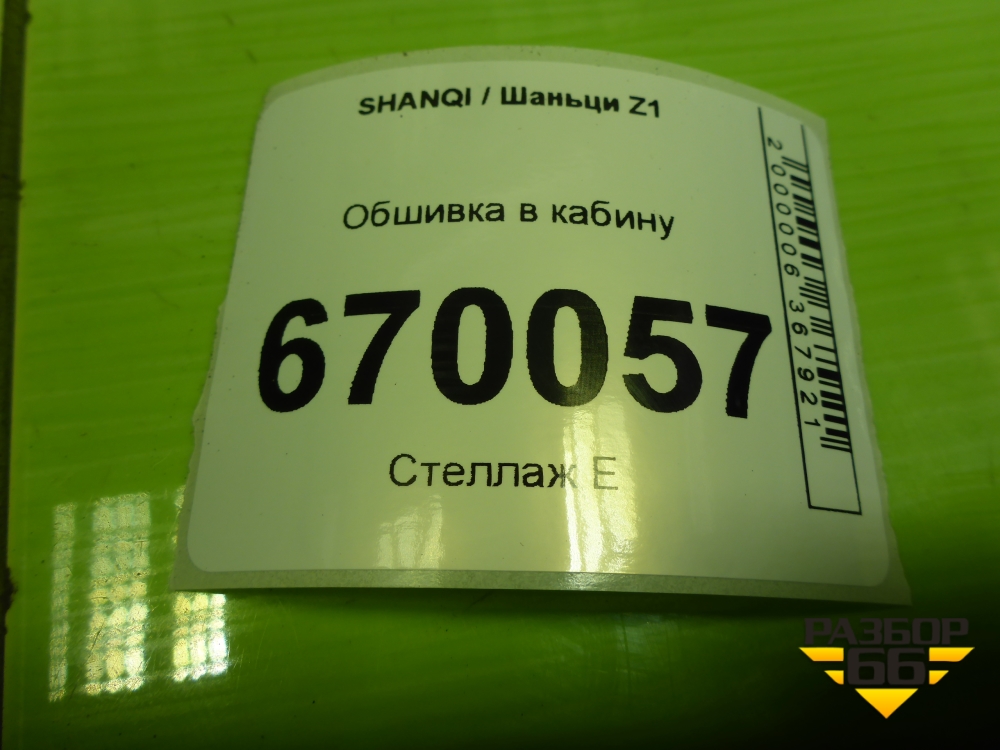 SHANQI / Шаньци Z1
Обшивка в кабину
670057
Стеллаж Е
2000006367921
РАЗБОР
66